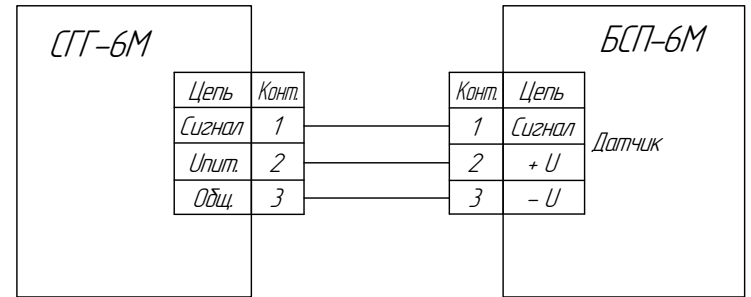 СГГ-6М
БСП-6М
Цепь Конт.
Сигнал 1
Uпит. 2
Общ. 3
Конт. Цепь
1 Сигнал
2 + U
3 – U
Датчик